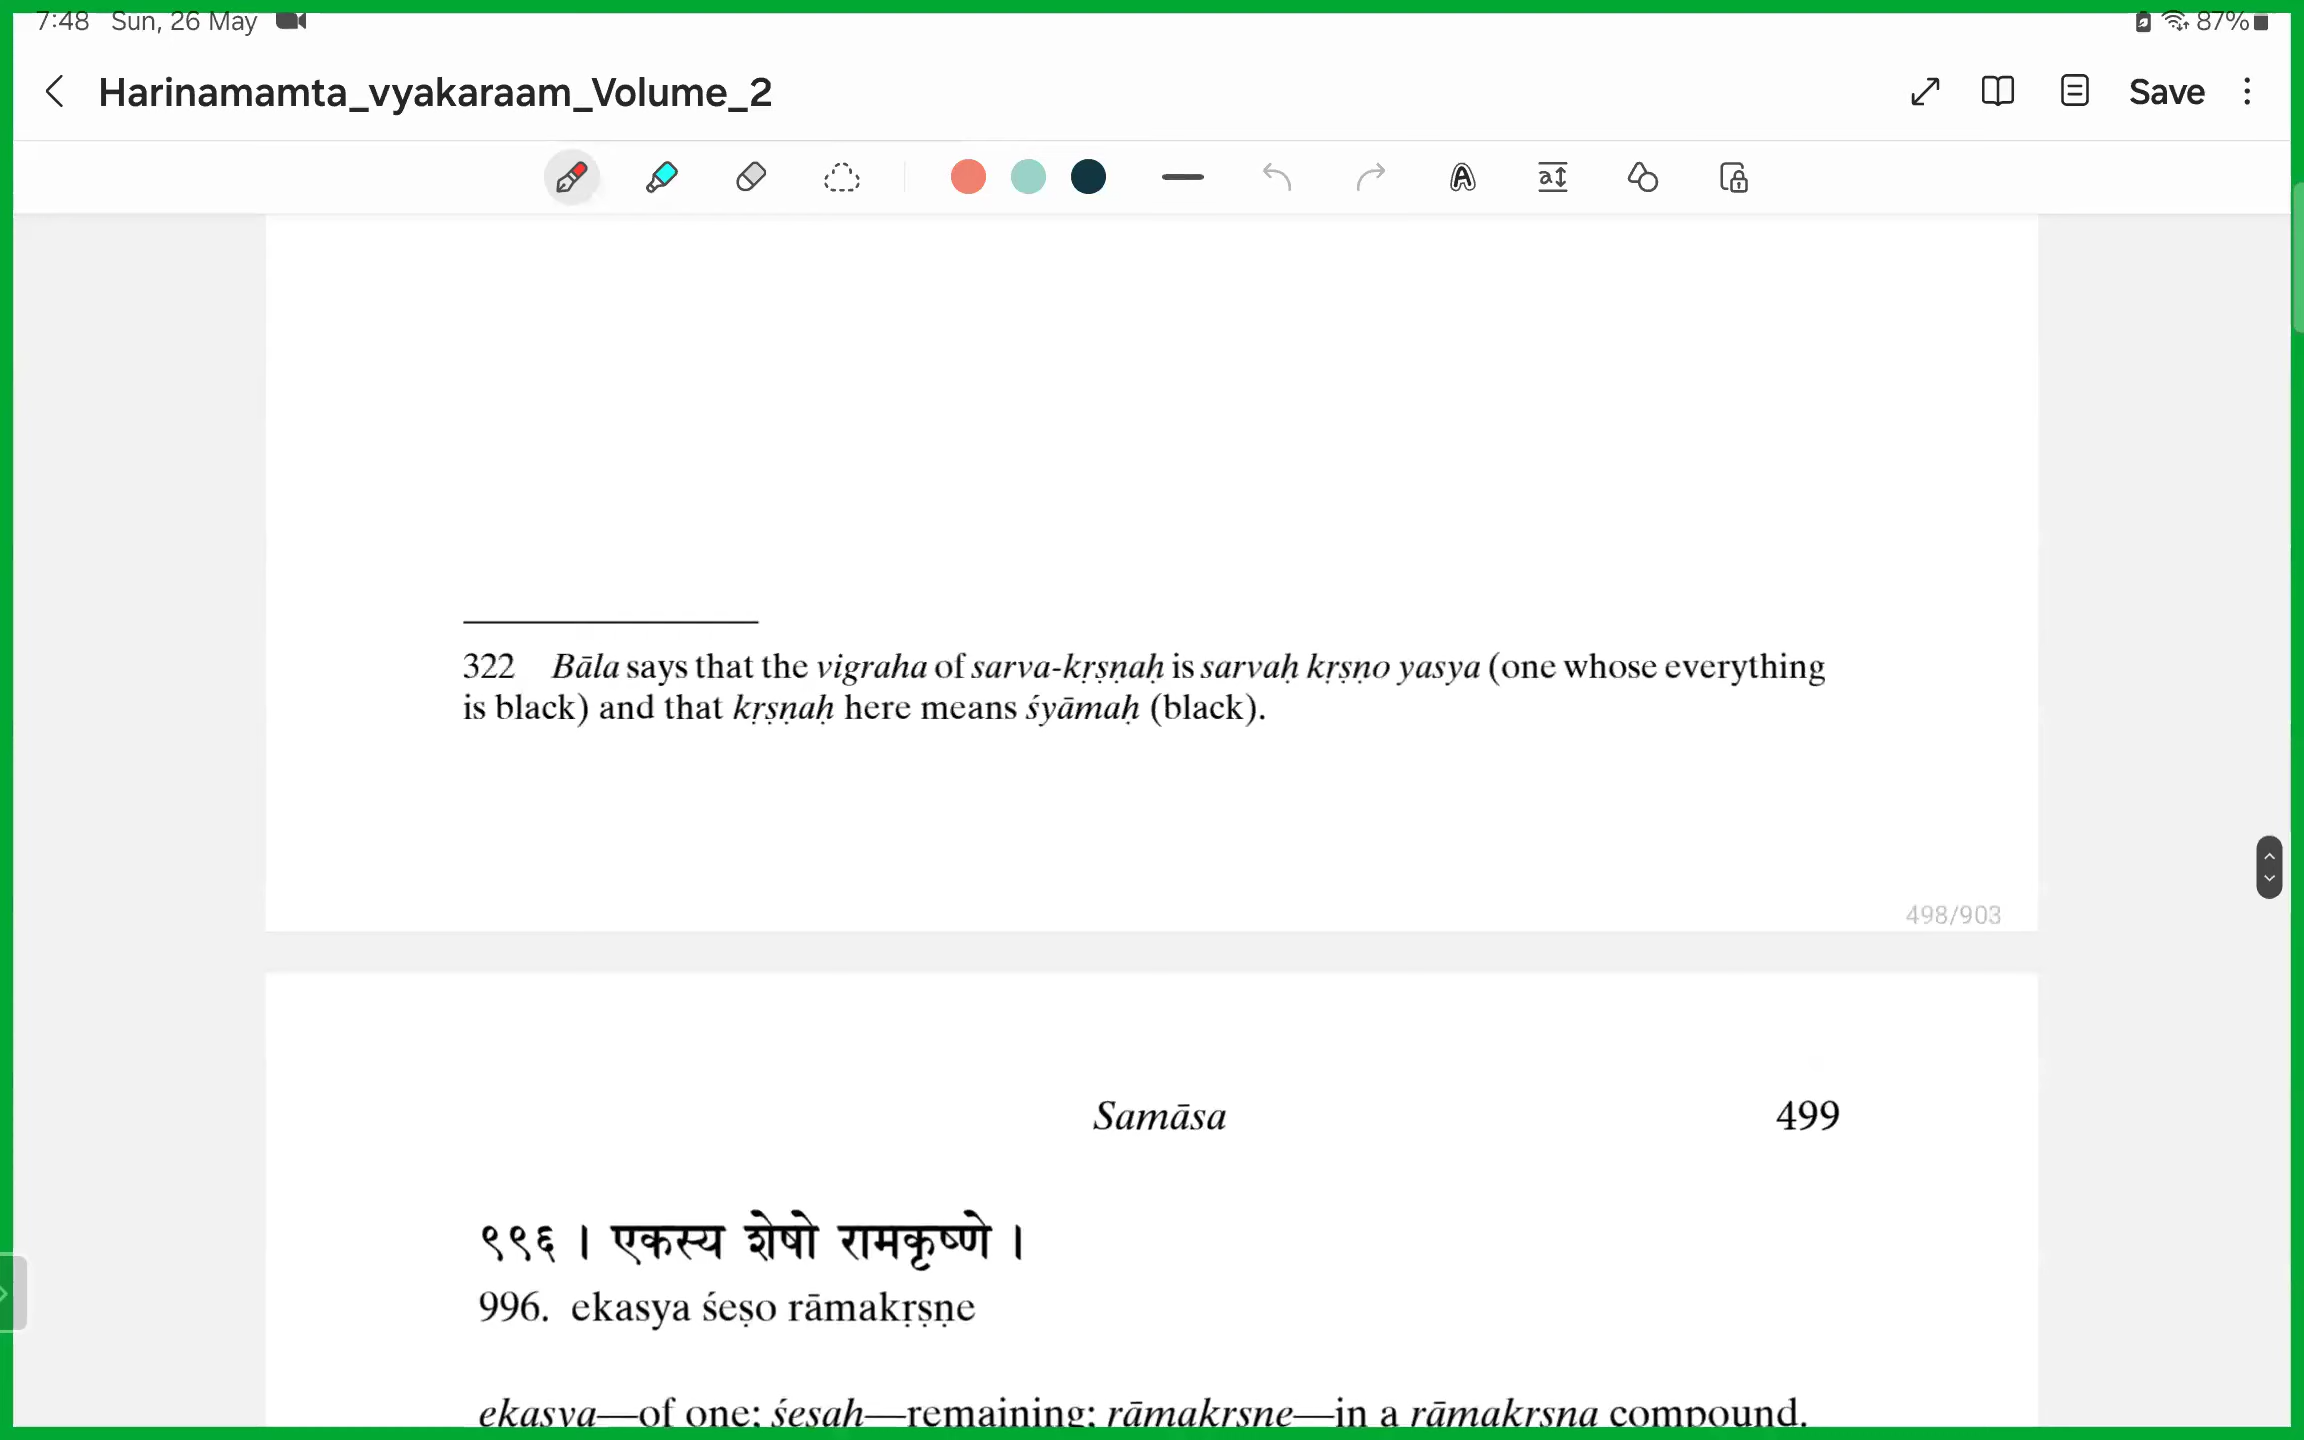 7:48 Sun, 26 May 87%
Harinamamta_vyakaraam_Volume_2 Save
322 Bāla says that the vigraha of sarva-kṛṣṇaḥ is sarvaḥ kṛṣṇo yasya (one whose everything
is black) and that kṛṣṇaḥ here means śyāmaḥ (black).
498/903
Samāsa 499
९९६ । एकस्य शेषो रामकृष्णे ।
996. ekasya śeṣo rāmakṛṣṇe
ekasya—of one; śeṣaḥ—remaining; rāmakṛṣṇe—in a rāmakṛṣṇa compound.